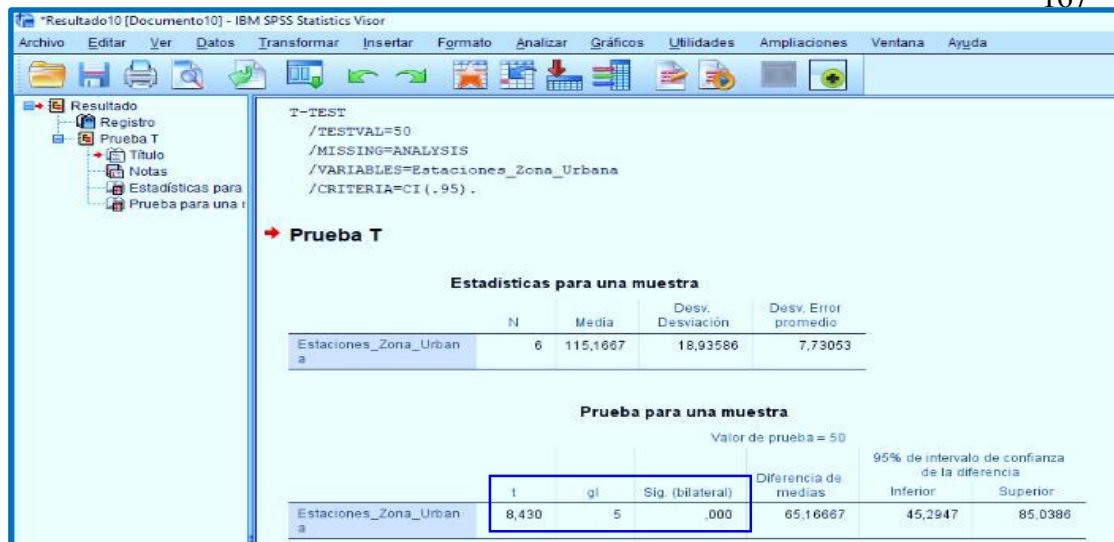 *Resultado10 [Documento10] - IBM SPSS Statistics Visor
Archivo Editar Ver Datos Transformar Insertar Formato Analizar Gráficos Utilidades Ampliaciones Ventana Ayuda
Resultado
Registro
Prueba T
Título
Notas
Estadísticas para
Prueba para una
T-TEST
/TESTVAL=50
/MISSING=ANALYSIS
/VARIABLES=Estaciones_Zona_Urbana
/CRITERIA=CI(.95).
Prueba T
Estadísticas para una muestra
N Media Desv. Desviación Desv. Error promedio
Estaciones_Zona_Urban
a 6 115,1667 18,93586 7,73053
Prueba para una muestra
Valor de prueba = 50
95% de intervalo de confianza
de la diferencia
t gl Sig. (bilateral) Diferencia de medias Inferior Superior
Estaciones_Zona_Urban
a 8,430 5 ,000 65,16667 45,2947 85,0386